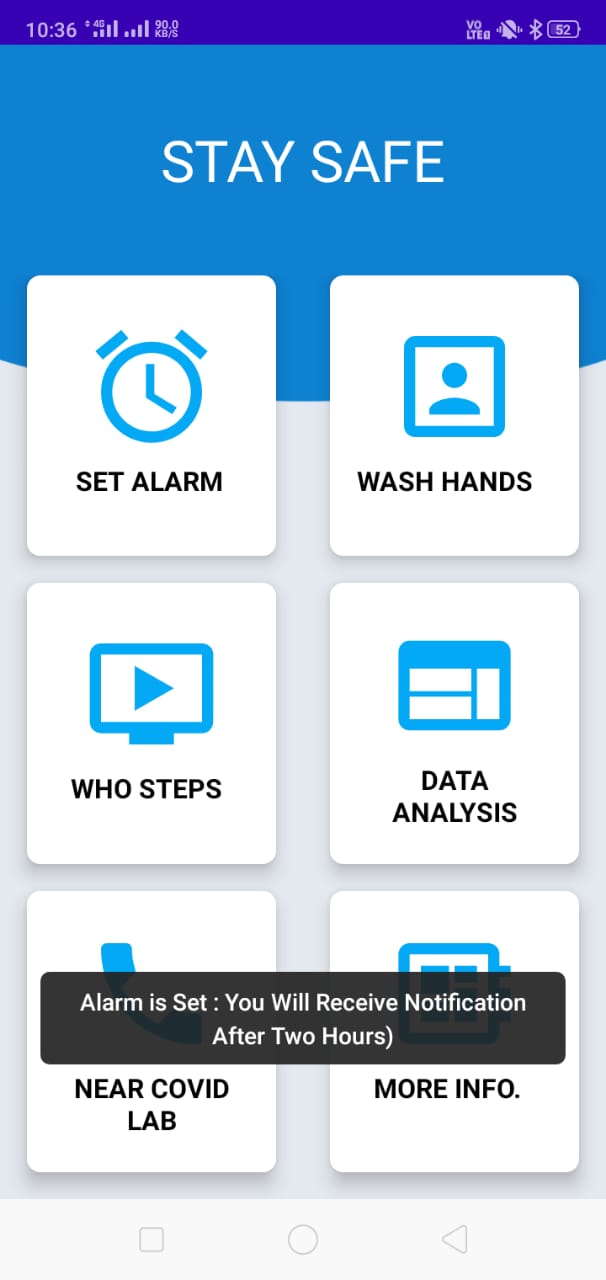 10:36 4G 90.0 KB/S VO LTE 52
STAY SAFE
SET ALARM
WASH HANDS
WHO STEPS
DATA
ANALYSIS
Alarm is Set : You Will Receive Notification
After Two Hours)
NEAR COVID
LAB
MORE INFO.